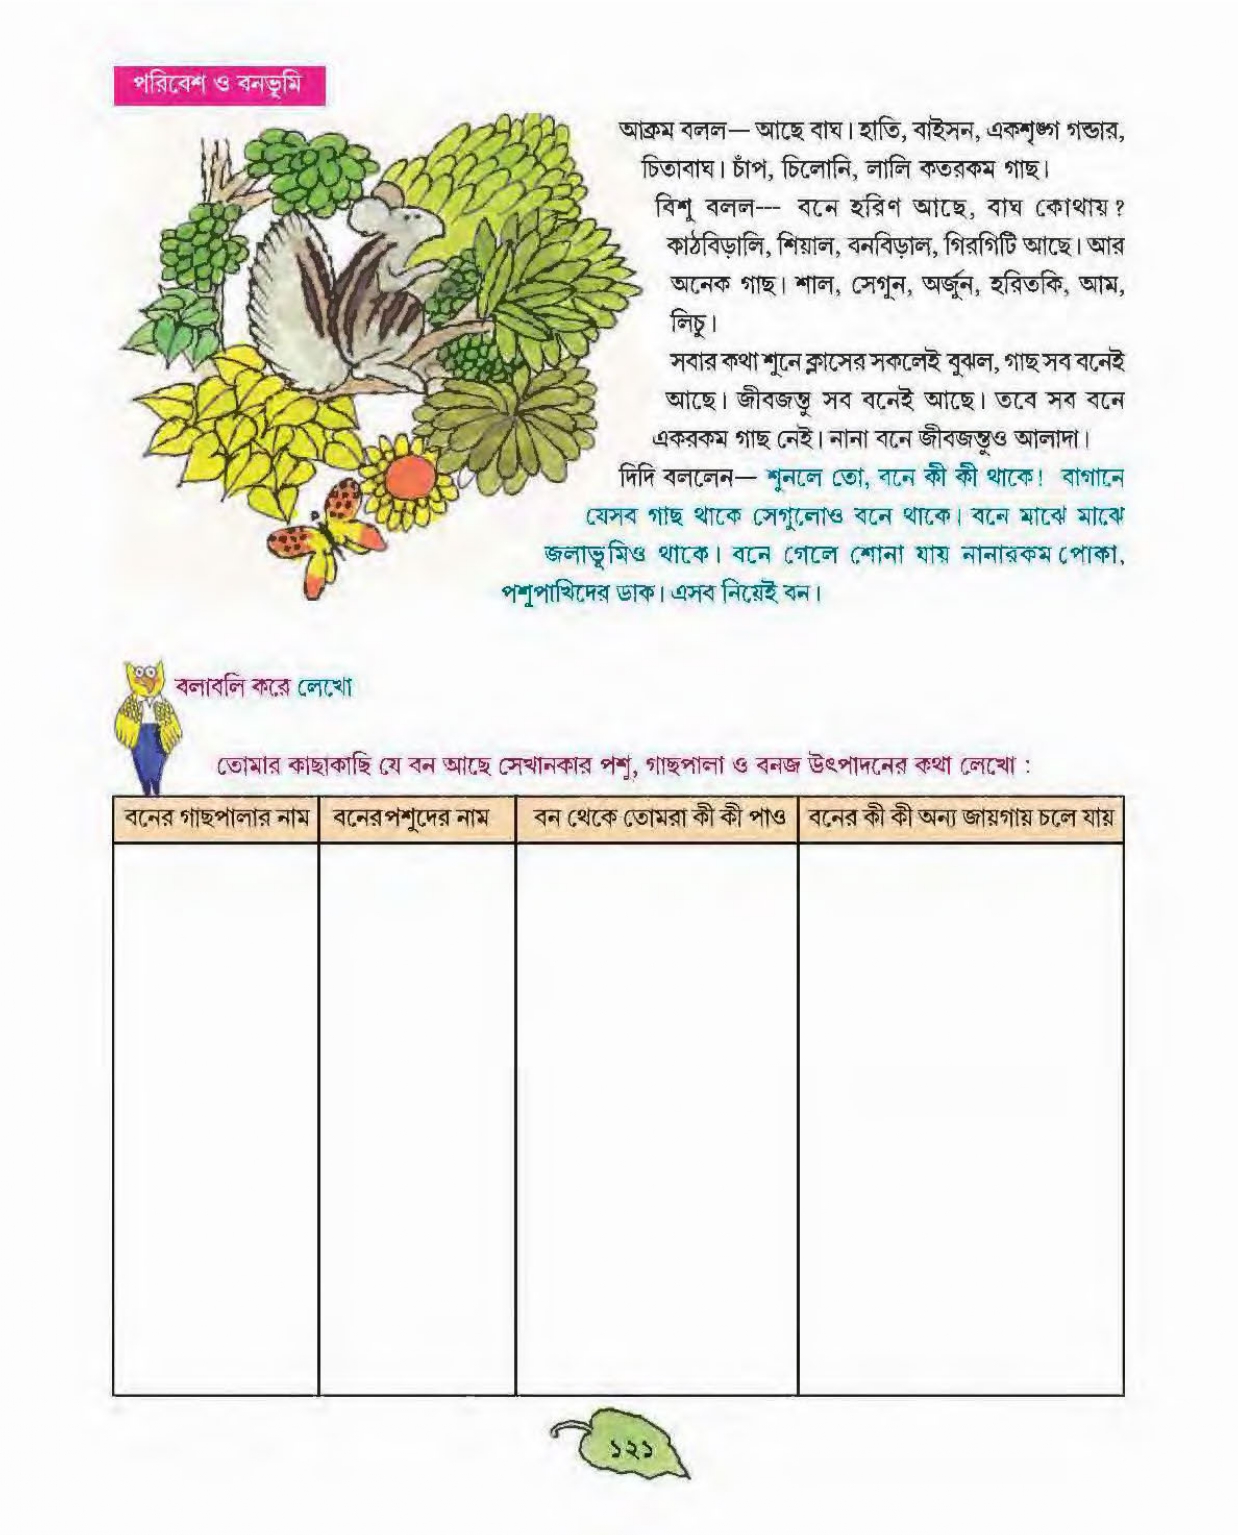 পরিবেশ ও বনভূমি
আক্রম বলল— আছে বাঘ। হাতি, বাইসন, একশৃঙ্গ গন্ডার,
চিতাবাঘ। চাঁপ, চিলোনি, লালি কতরকম গাছ।
বিশু বলল--- বনে হরিণ আছে, বাঘ কোথায়?
কাঠবিড়ালি, শিয়াল, বনবিড়াল, গিরগিটি আছে। আর
অনেক গাছ। শাল, সেগুন, অর্জুন, হরিতকি, আম,
লিচু।
সবার কথা শুনে ক্লাসের সকলেই বুঝল, গাছ সব বনেই
আছে। জীবজন্তু সব বনেই আছে। তবে সব বনে
একরকম গাছ নেই। নানা বনে জীবজন্তুও আলাদা।
দিদি বললেন— শুনলে তো, বনে কী কী থাকে! বাগানে
যেসব গাছ থাকে সেগুলোও বনে থাকে। বনে মাঝে মাঝে
জলাভূমিও থাকে। বনে গেলে শোনা যায় নানারকম পোকা,
পশুপাখিদের ডাক। এসব নিয়েই বন।
বলাবলি করে লেখো
তোমার কাছাকাছি যে বন আছে সেখানকার পশু, গাছপালা ও বনজ উৎপাদনের কথা লেখো :
বনের গাছপালার নাম বনের পশুদের নাম বন থেকে তোমরা কী কী পাও বনের কী কী অন্য জায়গায় চলে যায়
১২১